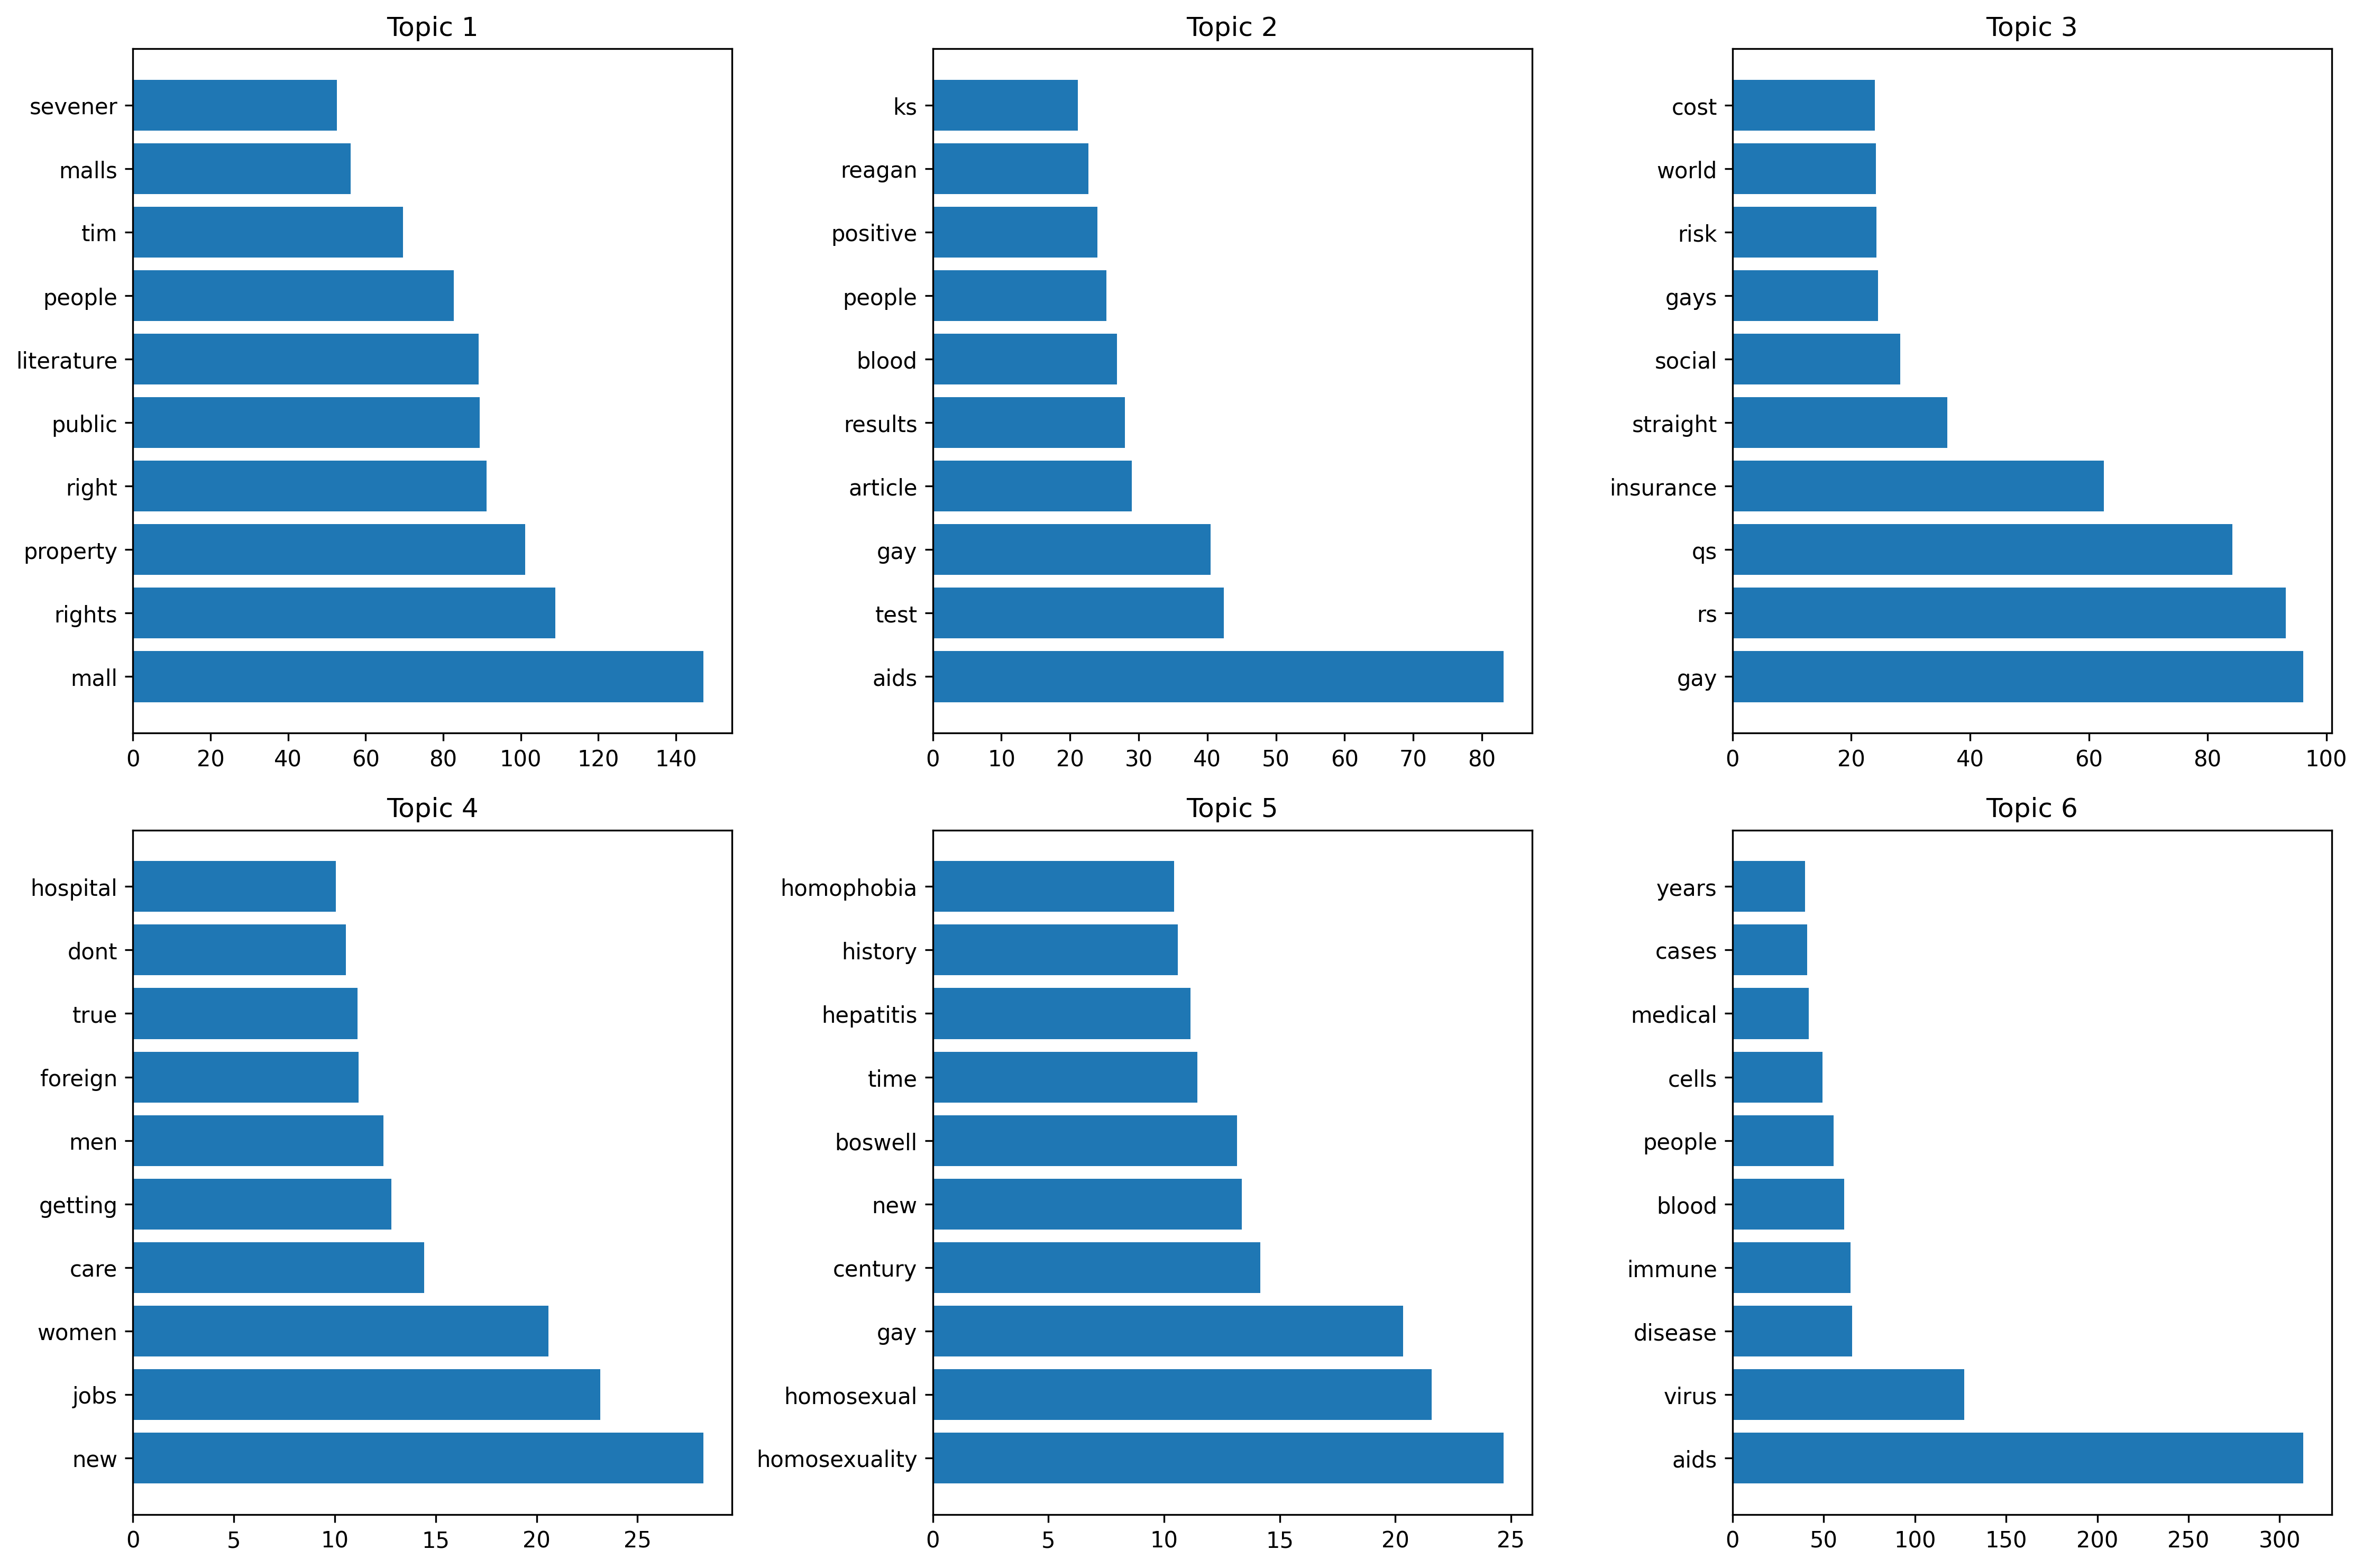 Topic 1
sevener
malls
tim
people
literature
public
right
property
rights
mall
0 20 40 60 80 100 120 140
Topic 2
ks
reagan
positive
people
blood
results
article
gay
test
aids
0 10 20 30 40 50 60 70 80
Topic 3
cost
world
risk
gays
social
straight
insurance
qs
rs
gay
0 20 40 60 80 100
Topic 4
hospital
dont
true
foreign
men
getting
care
women
jobs
new
0 5 10 15 20 25
Topic 5
homophobia
history
hepatitis
time
boswell
new
century
gay
homosexual
homosexuality
0 5 10 15 20 25
Topic 6
years
cases
medical
cells
people
blood
immune
disease
virus
aids
0 50 100 150 200 250 300